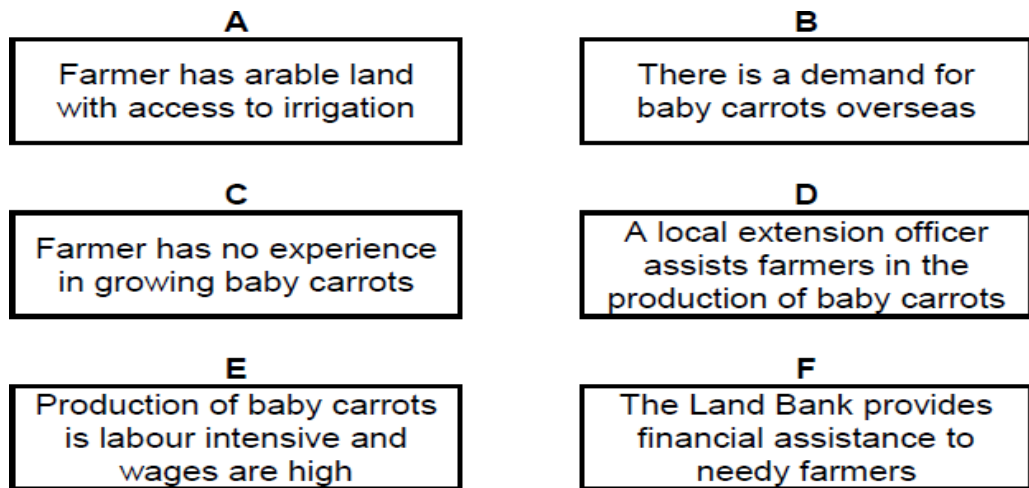 A
Farmer has arable land
with access to irrigation
B
There is a demand for
baby carrots overseas
C
Farmer has no experience
in growing baby carrots
D
A local extension officer
assists farmers in the
production of baby carrots
E
Production of baby carrots
is labour intensive and
wages are high
F
The Land Bank provides
financial assistance to
needy farmers